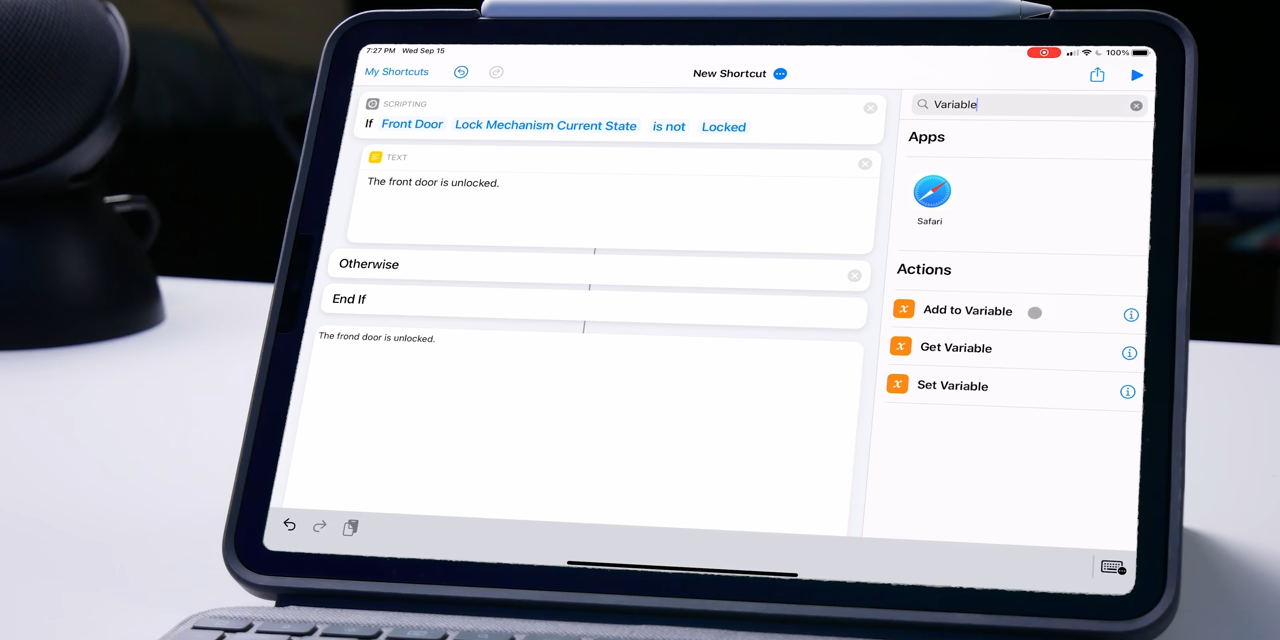 7:27 PM Wed Sep 15
100%
My Shortcuts
New Shortcut
SCRIPTING
If Front Door Lock Mechanism Current State is not Locked
TEXT
The front door is unlocked.
Otherwise
End If
The frond door is unlocked.
Variable
Apps
Safari
Actions
x Add to Variable
x Get Variable
x Set Variable